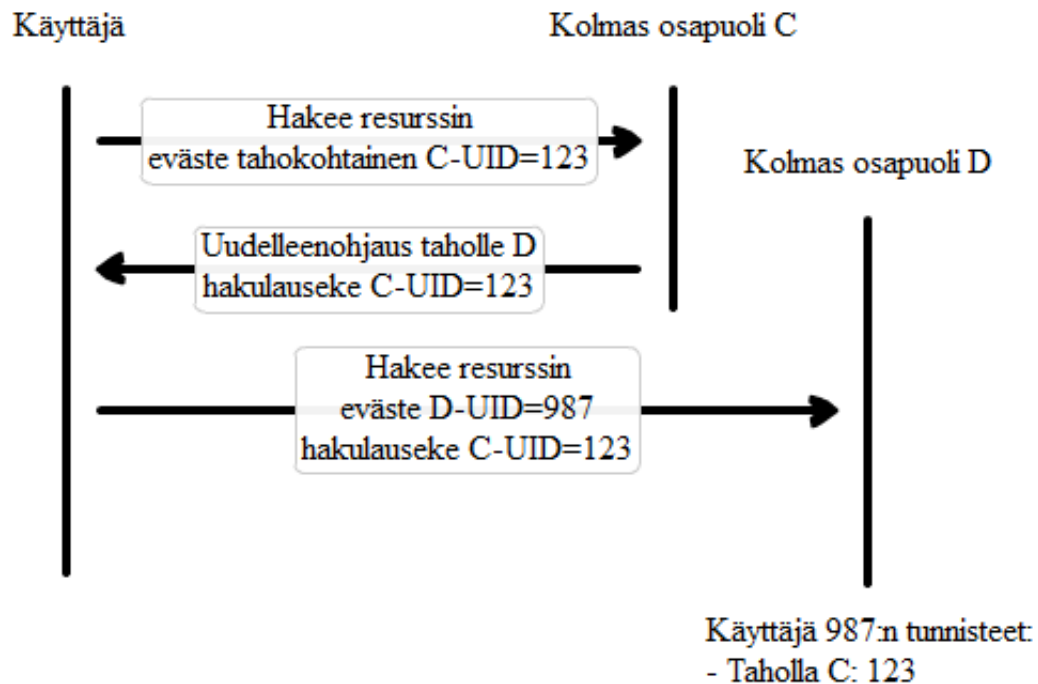 Käyttäjä
Kolmas osapuoli C
Hakee resurssin
eväste tahokohtainen C-UID=123
Kolmas osapuoli D
Uudelleenohjaus taholle D
hakulauseke C-UID=123
Hakee resurssin
eväste D-UID=987
hakulauseke C-UID=123
Käyttäjä 987:n tunnisteet:
- Taholla C: 123